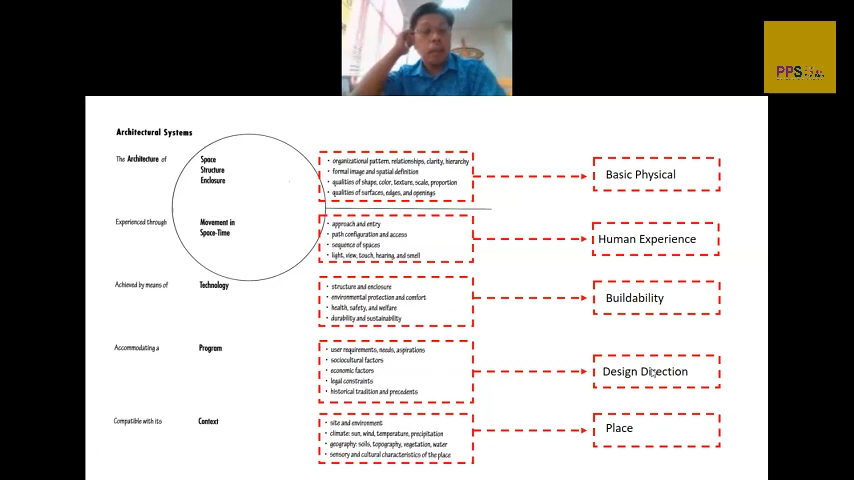 PPS
Architectural Systems
The Architecture of
Space
Structure
Enclosure
• organizational pattern, relationships, clarity, hierarchy
• formal image and spatial definition
• qualities of shape, color, texture, scale, proportion
• qualities of surfaces, edges, and openings
Basic Physical
Experienced through
Movement in
Space-Time
• approach and entry
• path configuration and access
• sequence of spaces
• light, view, touch, hearing, and smell
Human Experience
Achieved by means of
Technology
• structure and enclosure
• environmental protection and comfort
• health, safety, and welfare
• durability and sustainability
Buildability
Accommodating a
Program
• user requirements, needs, aspirations
• sociocultural factors
• economic factors
• legal constraints
• historical tradition and precedents
Design Direction
Compatible with its
Context
• site and environment
• climate: sun, wind, temperature, precipitation
• geography: soils, topography, vegetation, water
• sensory and cultural characteristics of the place
Place